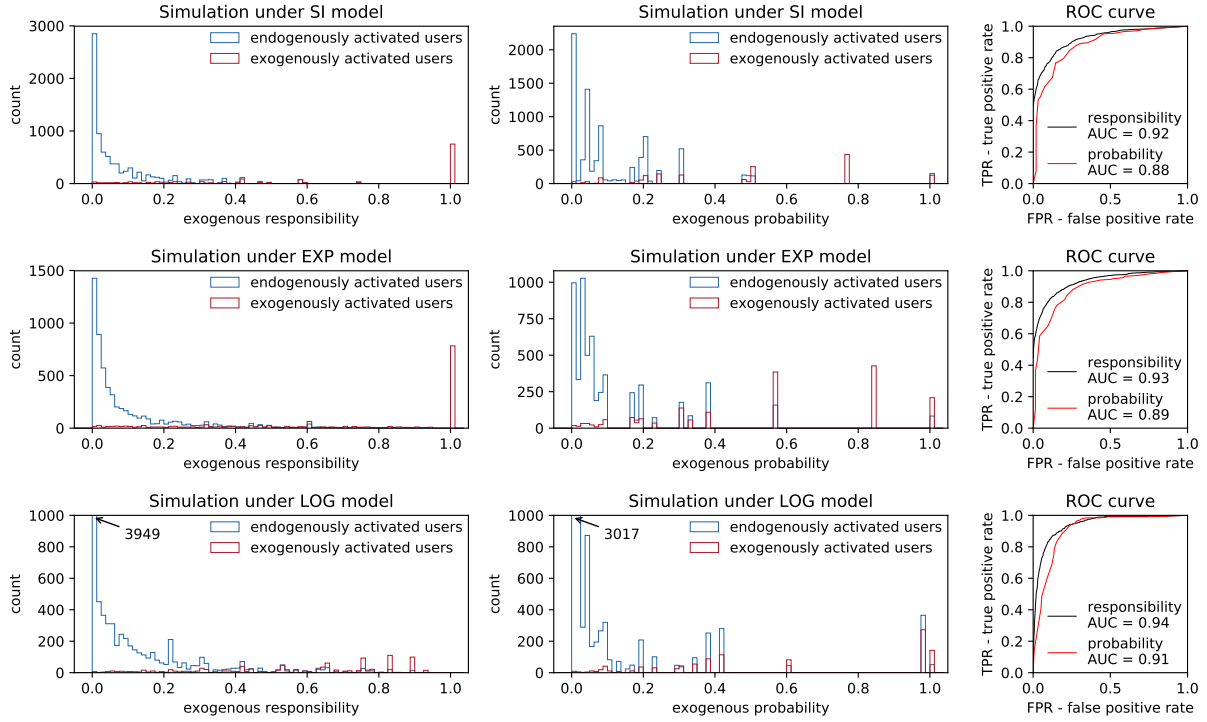 Simulation under SI model
count
3000
2000
1000
0
endogenously activated users
exogenously activated users
0.0 0.2 0.4 0.6 0.8 1.0
exogenous responsibility
Simulation under SI model
count
2000
1500
1000
500
0
endogenously activated users
exogenously activated users
0.0 0.2 0.4 0.6 0.8 1.0
exogenous probability
ROC curve
TPR - true positive rate
1.0
0.8
0.6
0.4
0.2
0.0
responsibility
AUC = 0.92
probability
AUC = 0.88
0.0 0.5 1.0
FPR - false positive rate
Simulation under EXP model
count
1500
1000
500
0
endogenously activated users
exogenously activated users
0.0 0.2 0.4 0.6 0.8 1.0
exogenous responsibility
Simulation under EXP model
count
1000
750
500
250
0
endogenously activated users
exogenously activated users
0.0 0.2 0.4 0.6 0.8 1.0
exogenous probability
ROC curve
TPR - true positive rate
1.0
0.8
0.6
0.4
0.2
0.0
responsibility
AUC = 0.93
probability
AUC = 0.89
0.0 0.5 1.0
FPR - false positive rate
Simulation under LOG model
count
1000
800
600
400
200
0
3949
endogenously activated users
exogenously activated users
0.0 0.2 0.4 0.6 0.8 1.0
exogenous responsibility
Simulation under LOG model
count
1000
800
600
400
200
0
3017
endogenously activated users
exogenously activated users
0.0 0.2 0.4 0.6 0.8 1.0
exogenous probability
ROC curve
TPR - true positive rate
1.0
0.8
0.6
0.4
0.2
0.0
responsibility
AUC = 0.94
probability
AUC = 0.91
0.0 0.5 1.0
FPR - false positive rate